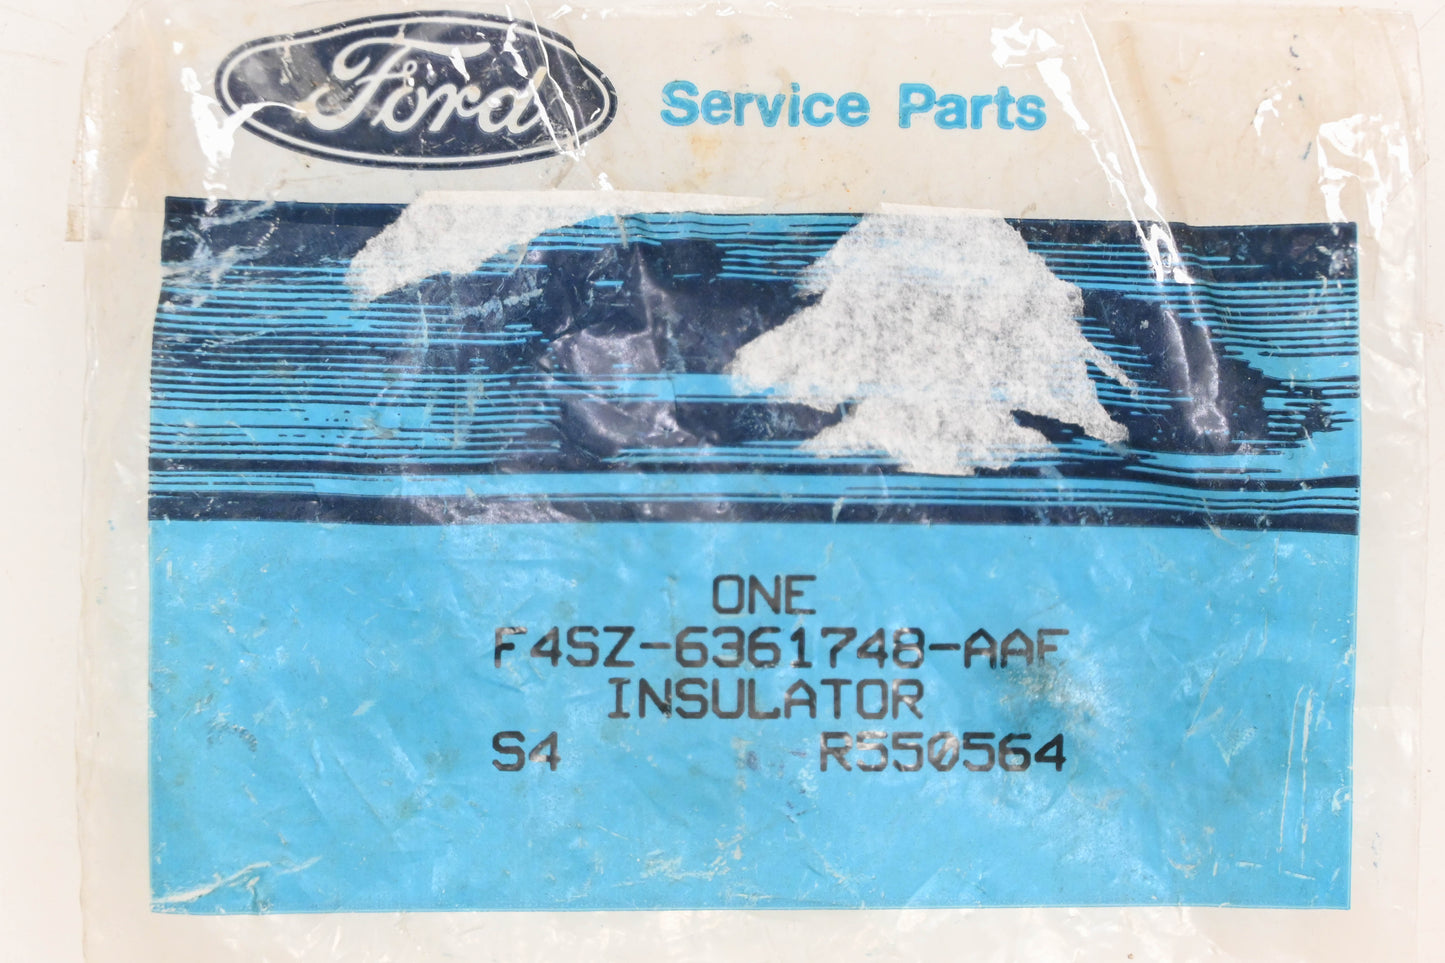 Ford Service Parts
ONE
F4SZ-6361748-AAF
INSULATOR
S4 R550564